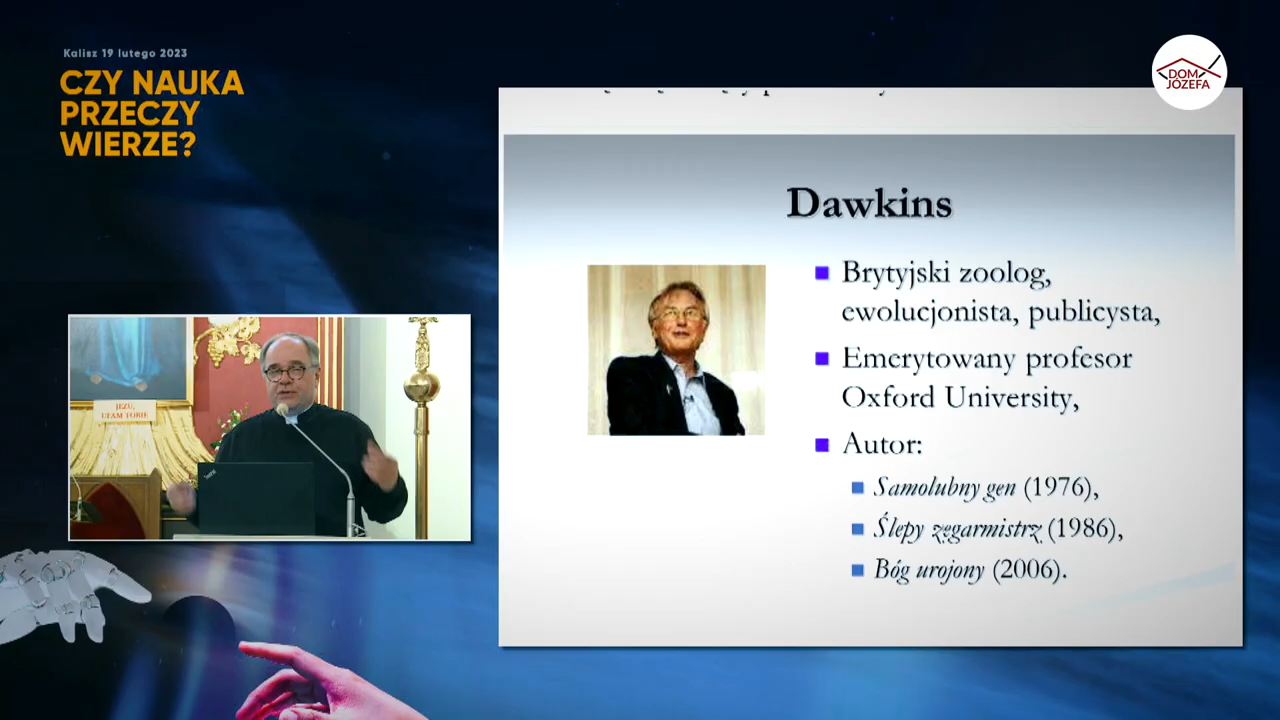 Kalisz 19 lutego 2023
CZY NAUKA
PRZECZY
WIERZE?
DOM
JÓZEFA
Dawkins
Brytyjski zoolog,
ewolucjonista, publicysta,
Emerytowany profesor
Oxford University,
Autor:
Samolubny gen (1976),
Ślepy zegarmistrz (1986),
Bóg urojony (2006).
JEZU,
UFAM TOBIE